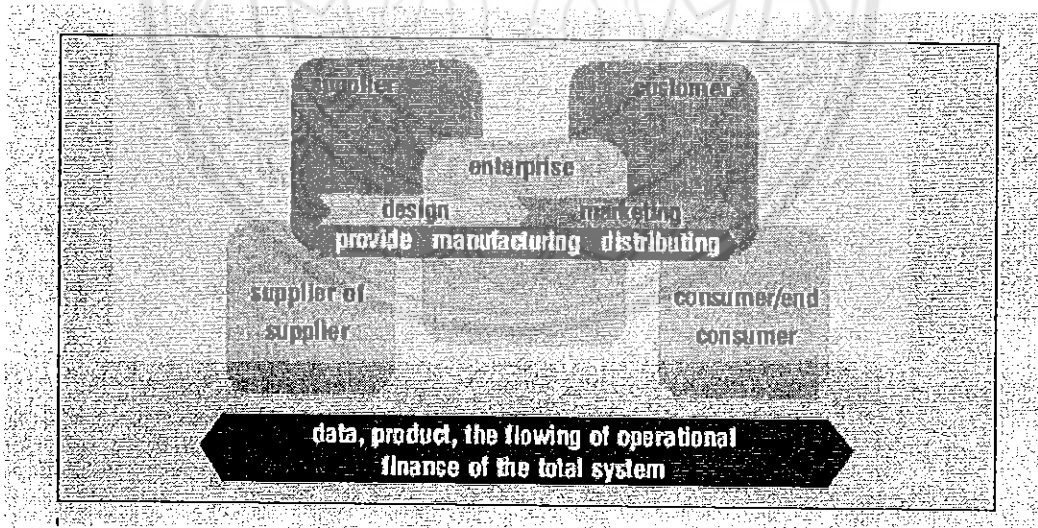 supplier
customer
enterprise
design
marketing
provide manufacturing distributing
supplier of
supplier
consumer/end
consumer
data, product, the flowing of operational
finance of the total system